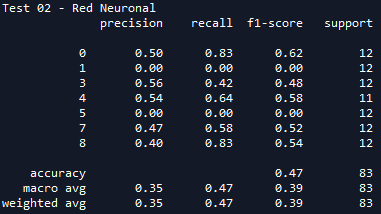 Test 02 - Red Neuronal
precision recall f1-score support
0 0.50 0.83 0.62 12
1 0.00 0.00 0.00 12
3 0.56 0.42 0.48 12
4 0.54 0.64 0.58 11
5 0.00 0.00 0.00 12
7 0.47 0.58 0.52 12
8 0.40 0.83 0.54 12
accuracy 0.47 83
macro avg 0.35 0.47 0.39 83
weighted avg 0.35 0.47 0.39 83